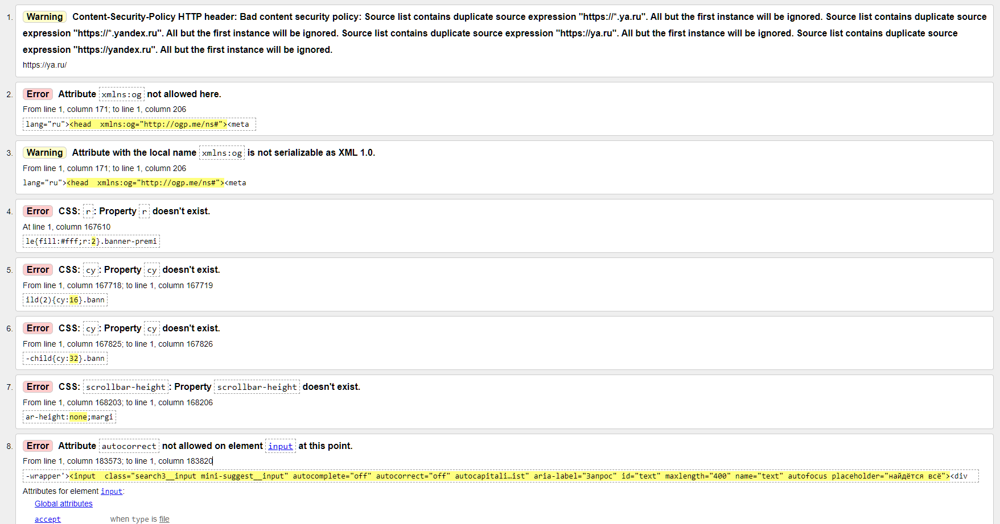 1. Warning Content-Security-Policy HTTP header: Bad content security policy: Source list contains duplicate source expression "https://*.ya.ru". All but the first instance will be ignored. Source list contains duplicate source
expression "https://*.yandex.ru". All but the first instance will be ignored. Source list contains duplicate source expression "https://ya.ru". All but the first instance will be ignored. Source list contains duplicate source
expression "https://yandex.ru". All but the first instance will be ignored.
https://ya.ru/
2. Error Attribute xmlns:og not allowed here.
From line 1, column 171; to line 1, column 206
lang="ru"><head  xmlns:og="http://ogp.me/ns#"><meta
3. Warning Attribute with the local name xmlns:og is not serializable as XML 1.0.
From line 1, column 171; to line 1, column 206
lang="ru"><head  xmlns:og="http://ogp.me/ns#"><meta
4. Error CSS: r: Property r doesn't exist.
At line 1, column 167610
le{fill:#fff;r:2}.banner-premi
5. Error CSS: cy: Property cy doesn't exist.
From line 1, column 167718; to line 1, column 167719
ild(2){cy:16}.bann
6. Error CSS: cy: Property cy doesn't exist.
From line 1, column 167825; to line 1, column 167826
-child{cy:32}.bann
7. Error CSS: scrollbar-height: Property scrollbar-height doesn't exist.
From line 1, column 168203; to line 1, column 168206
ar-height:none;margi
8. Error Attribute autocorrect not allowed on element input at this point.
From line 1, column 183573; to line 1, column 183820
-wrapper'><input  class="search3__input mini-suggest__input" autocomplete="off" autocorrect="off" autocapitali…ist" aria-label="Запрос" id="text" maxlength="400" name="text" autofocus placeholder="найдётся всё"><div
Attributes for element input:
Global attributes
accept when type is file